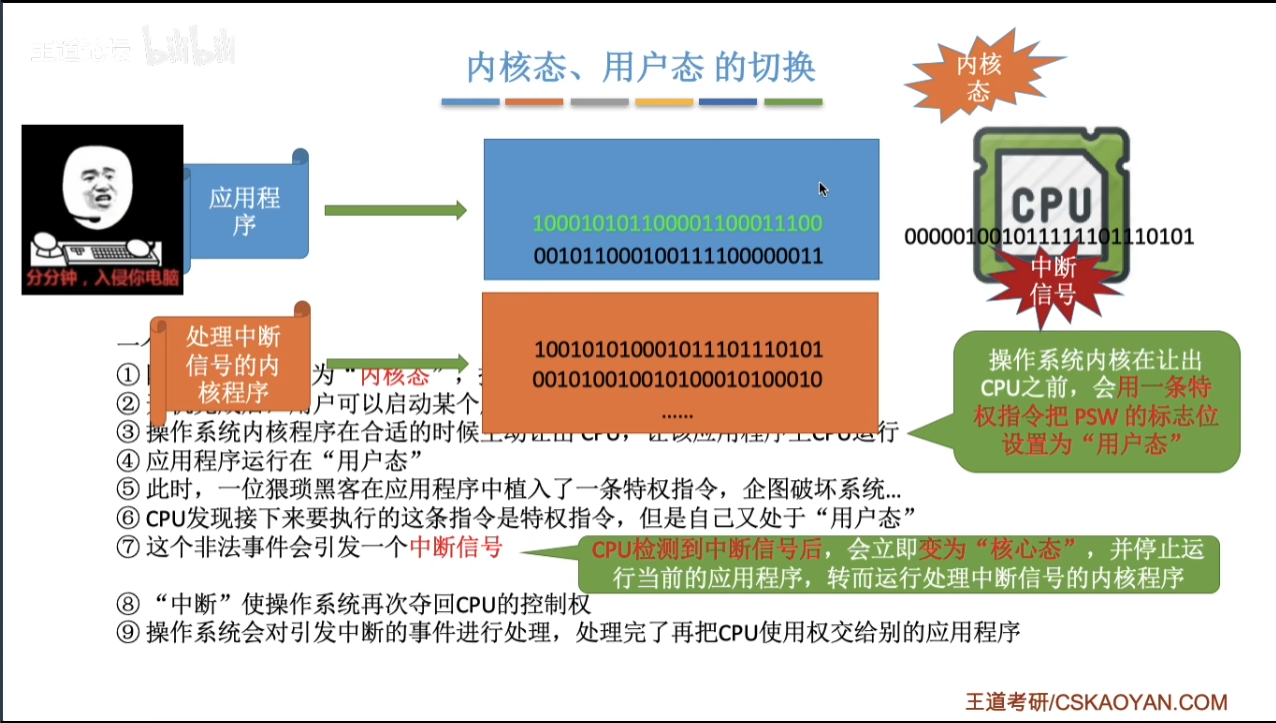 王道论坛 bilibili
内核态、用户态 的切换
内核
态
应用程
序
1000101011000011000111​00
001011000100111100000011
CPU
000001001011111101110101
中断
信号
分分钟，入侵你电脑
处理中断
信号的内
核程序
100101010001011101110101
001010010010100010100010
......
① 为“内核态”，
② 户可以启动某个
③ 操作系统内核程序在合适的时候主动让出 CPU，让该应用程序上CPU运行
④ 应用程序运行在“用户态”
⑤ 此时，一位猥琐黑客在应用程序中植入了一条特权指令，企图破坏系统...
⑥ CPU发现接下来要执行的这条指令是特权指令，但是自己又处于“用户态”
⑦ 这个非法事件会引发一个中断信号
⑧ “中断”使操作系统再次夺回CPU的控制权
⑨ 操作系统会对引发中断的事件进行处理，处理完了再把CPU使用权交给别的应用程序
操作系统内核在让出
CPU之前，会用一条特
权指令把 PSW 的标志位
设置为“用户态”
CPU检测到中断信号后，会立即变为“核心态”，并停止运
行当前的应用程序，转而运行处理中断信号的内核程序
王道考研/CSKAOYAN.COM